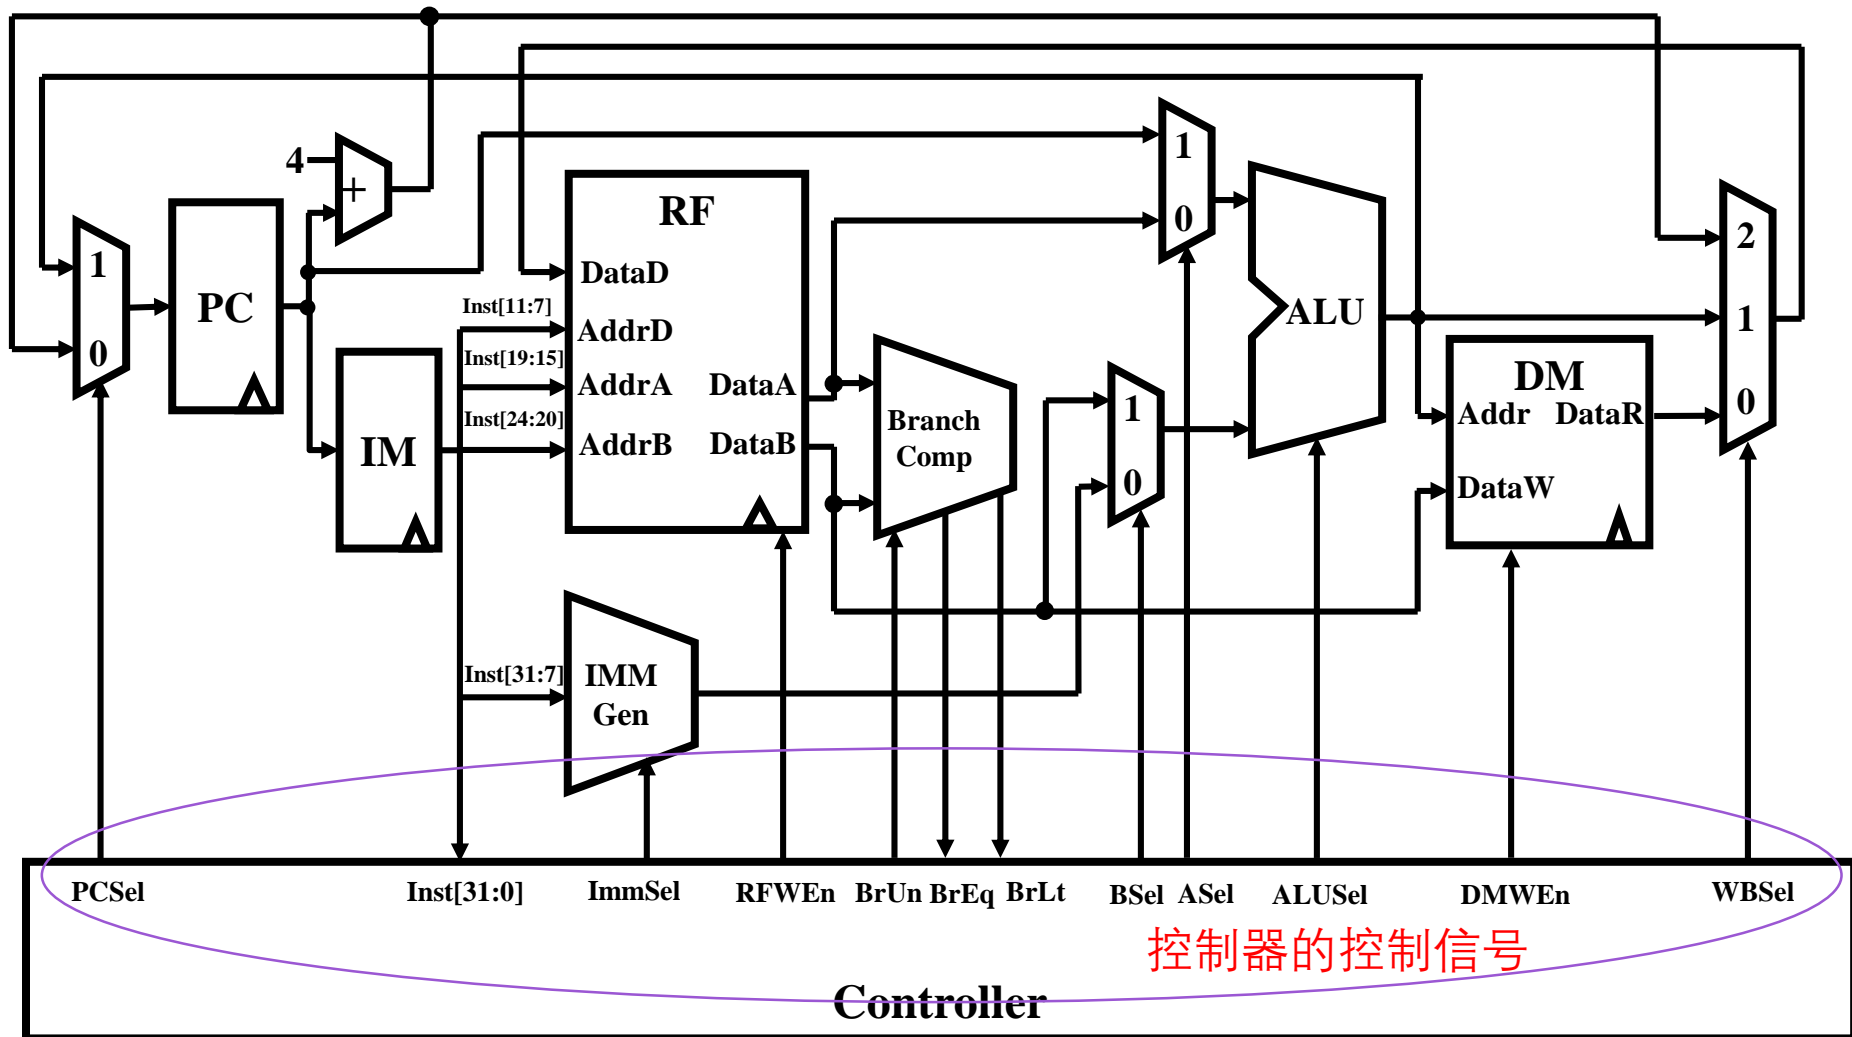 4
+
1
0
PC
IM
Inst[11:7]
Inst[19:15]
Inst[24:20]
Inst[31:7]
RF
DataD
AddrD
AddrA
DataA
AddrB
DataB
Branch
Comp
IMM
Gen
1
0
1
0
ALU
DM
Addr
DataR
DataW
2
1
0
PCSel
Inst[31:0]
ImmSel
RFWEn
BrUn
BrEq
BrLt
BSel
ASel
ALUSel
DMWEn
WBSel
控制器的控制信号
Controller